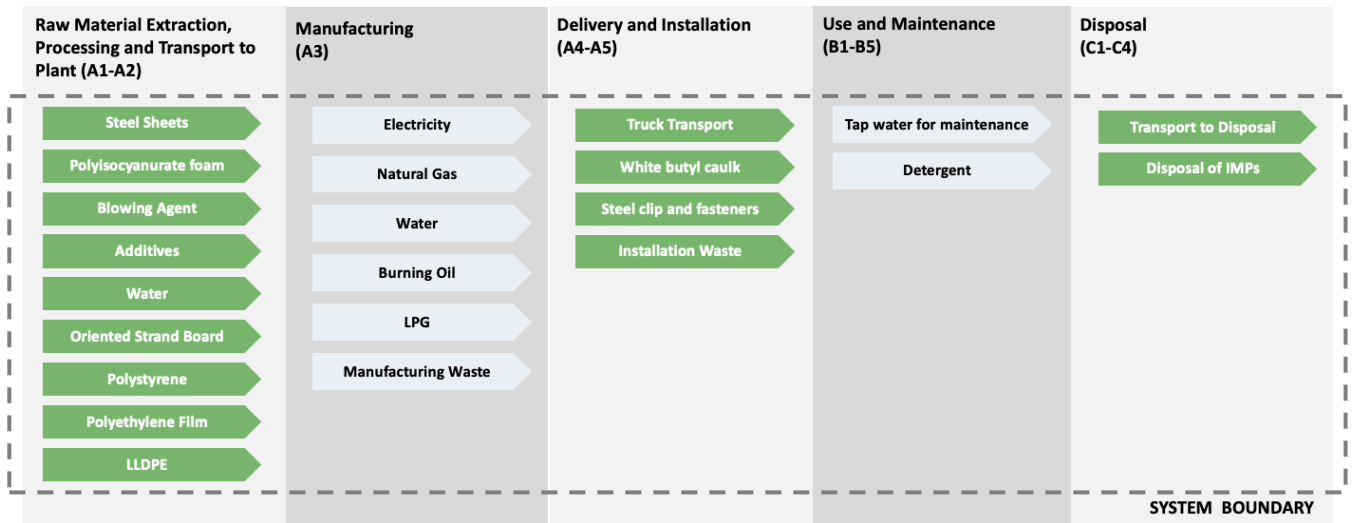 Raw Material Extraction,
Processing and Transport to
Plant (A1-A2)
Steel Sheets
Polyisocyanurate foam
Blowing Agent
Additives
Water
Oriented Strand Board
Polystyrene
Polyethylene Film
LLDPE
Manufacturing
(A3)
Electricity
Natural Gas
Water
Burning Oil
LPG
Manufacturing Waste
Delivery and Installation
(A4-A5)
Truck Transport
White butyl caulk
Steel clip and fasteners
Installation Waste
Use and Maintenance
(B1-B5)
Tap water for maintenance
Detergent
Disposal
(C1-C4)
Transport to Disposal
Disposal of IMPs
SYSTEM BOUNDARY